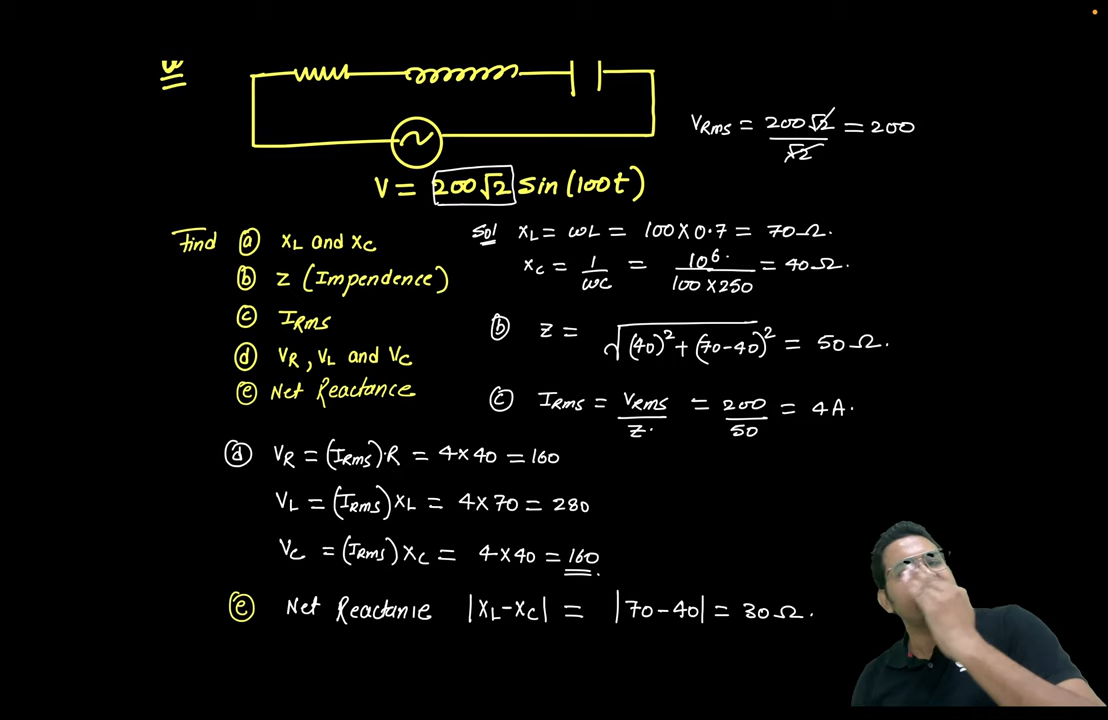 V = 200√2 sin(100t)
VRms = 200√2 / √2 = 200
Find (a) XL and XC
(b) Z (Impendence)
(c) IRms
(d) VR, VL and VC
(e) Net Reactance
Sol XL = ωL = 100 X 0.7 = 70Ω.
XC = 1 / ωC = 10⁶ / 100 X 250 = 40Ω.
(b) Z = √(40)² + (70-40)² = 50Ω.
(c) IRms = VRms / Z = 200 / 50 = 4A.
(d) VR = (IRms)·R = 4 X 40 = 160
VL = (IRms) XL = 4 X 70 = 280
VC = (IRms) XC = 4 X 40 = 160
(e) Net Reactance |XL-XC| = |70-40| = 30Ω.